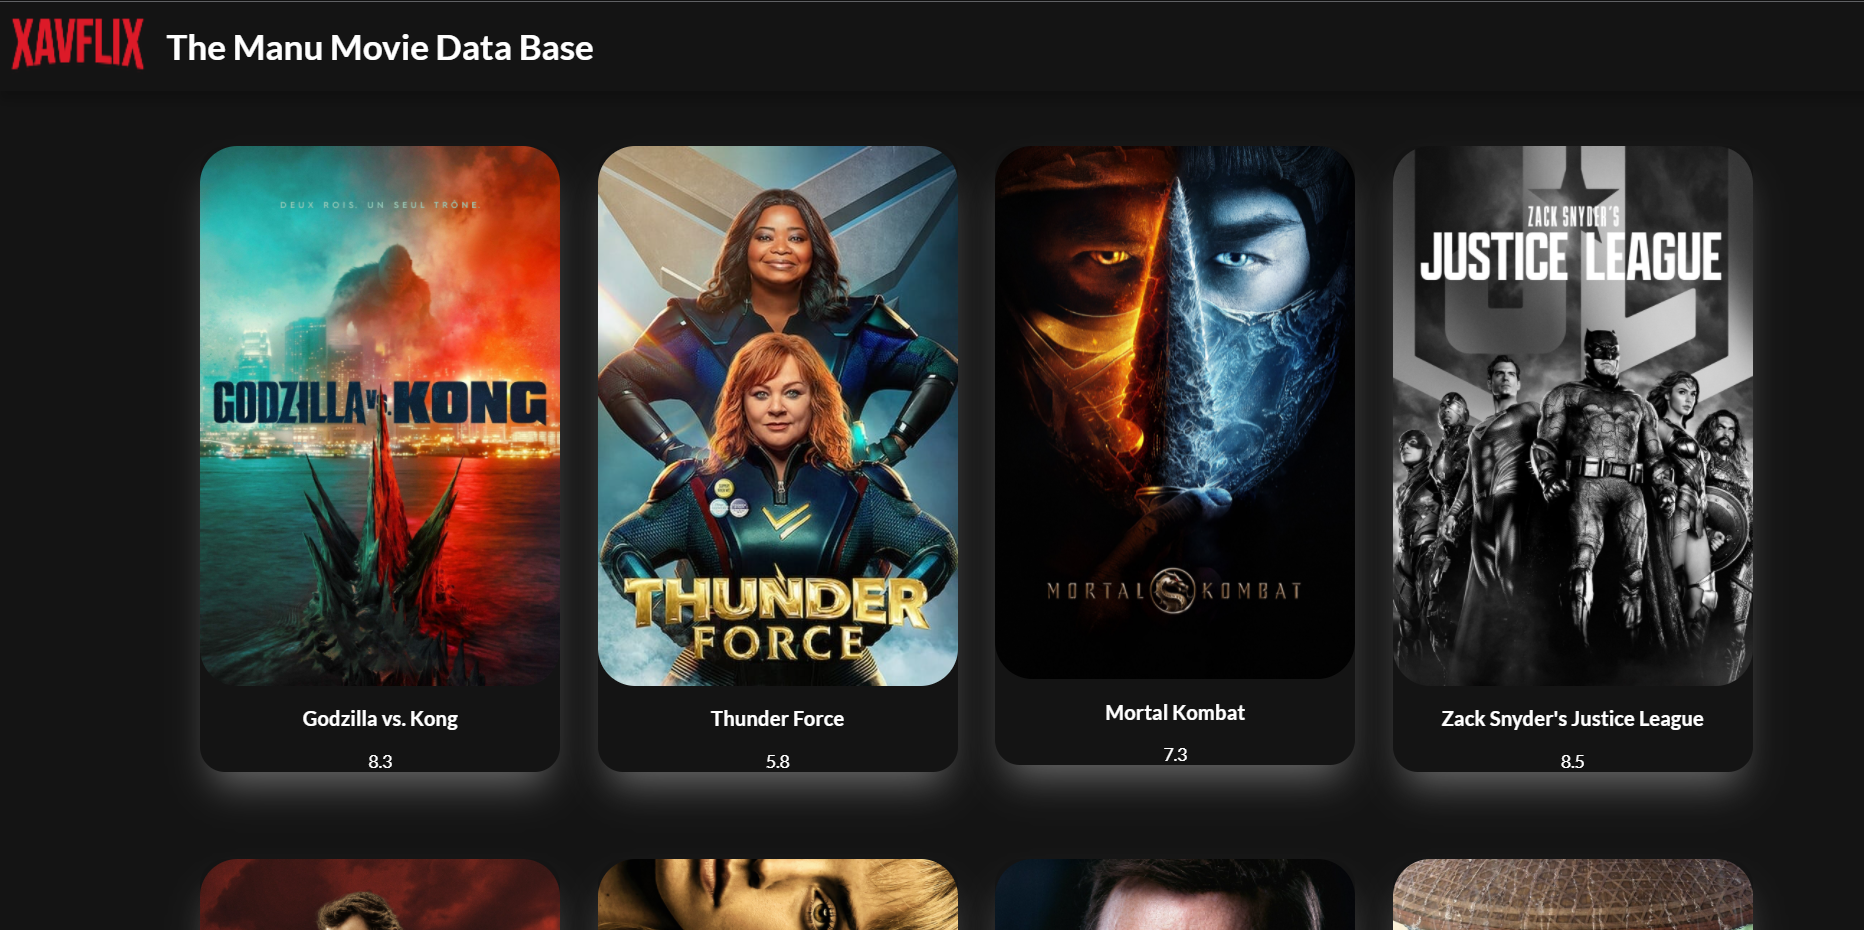 XAVFLIX
The Manu Movie Data Base
DEUX ROIS. UN SEUL TRÔNE.
GODZILLA VS. KONG
Godzilla vs. Kong
8.3
THUNDER
FORCE
Thunder Force
5.8
MORTAL KOMBAT
Mortal Kombat
7.3
ZACK SNYDER'S
JUSTICE LEAGUE
Zack Snyder's Justice League
8.5